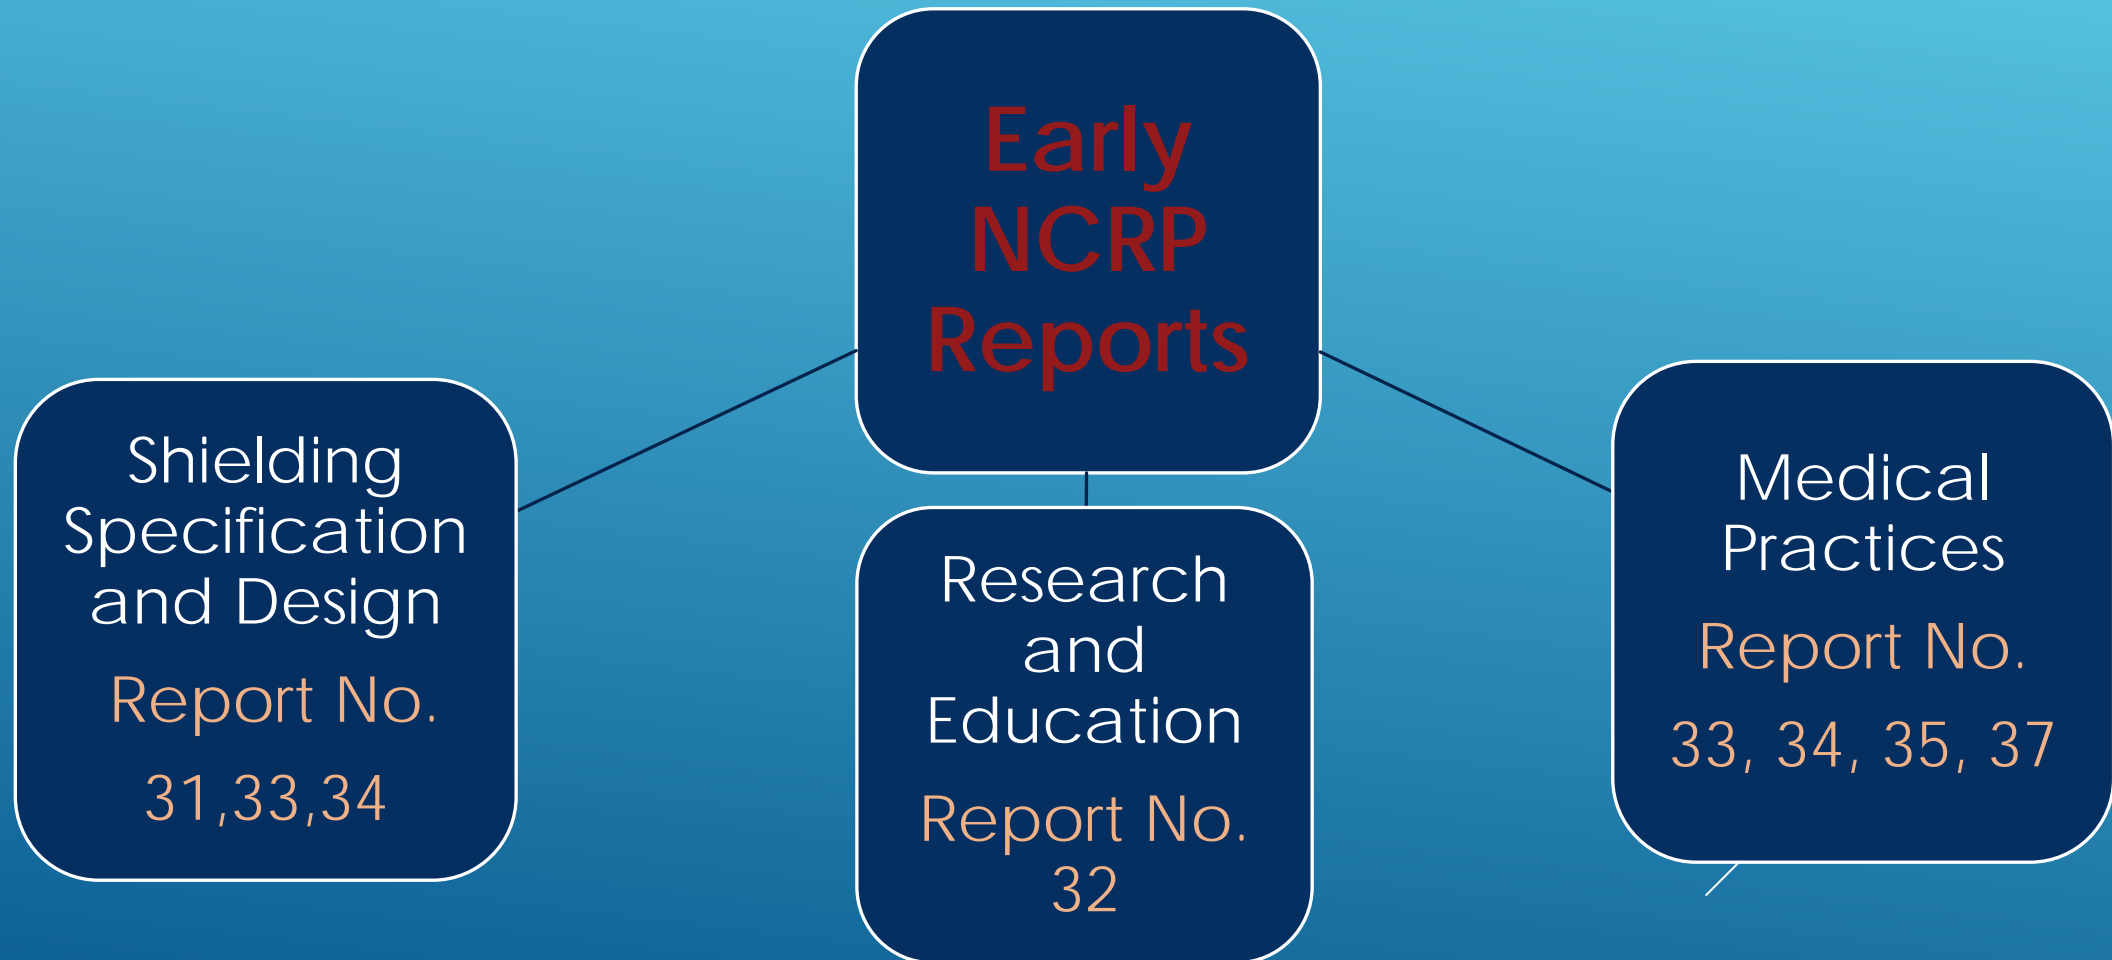 Early
NCRP
Reports
Shielding
Specification
and Design
Report No.
31,33,34
Research
and
Education
Report No.
32
Medical
Practices
Report No.
33, 34, 35, 37